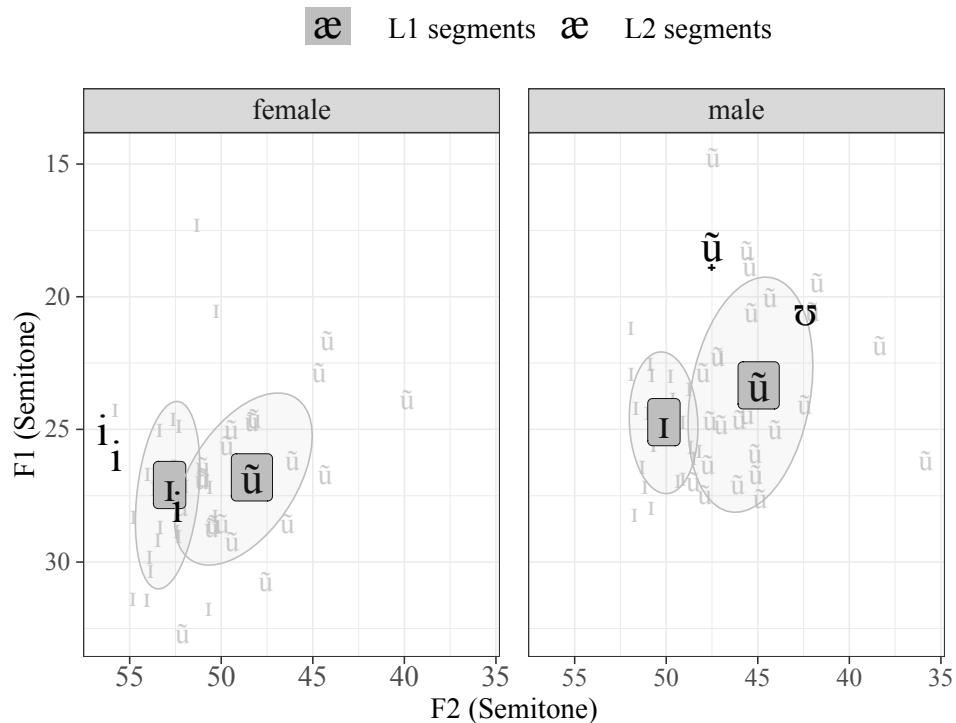 æ L1 segments æ L2 segments
female male
15
20
25
30
F1 (Semitone)
55 50 45 40 55 50 45 40 35
F2 (Semitone)
i
i
ɪ
i
ũ
ṵ̃
ʊ
ɪ
ũ